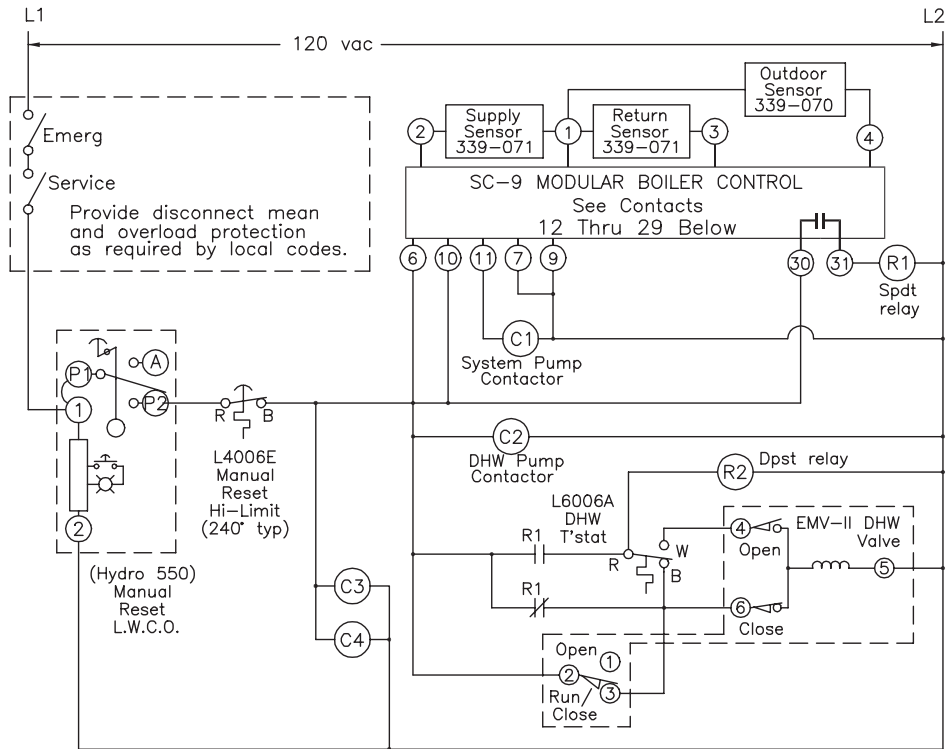 L1
L2
120 vac
Emerg
Service
Provide disconnect mean
and overload protection
as required by local codes.
Outdoor
Sensor
339-070
2
Supply
Sensor
339-071
1
Return
Sensor
339-071
3
4
SC-9 MODULAR BOILER CONTROL
See Contacts
12 Thru 29 Below
6
10
11
7
9
30
31
R1
Spdt
relay
C1
System Pump
Contactor
P1
A
P2
1
2
(Hydro 550)
Manual
Reset
L.W.C.O.
R
B
L4006E
Manual
Reset
Hi-Limit
(240° typ)
C2
DHW Pump
Contactor
R2
Dpst relay
L6006A
DHW
T'stat
R1
R
W
B
R1
4
Open
EMV-II DHW
Valve
5
6
Close
C3
C4
Open
1
2
3
Run/
Close